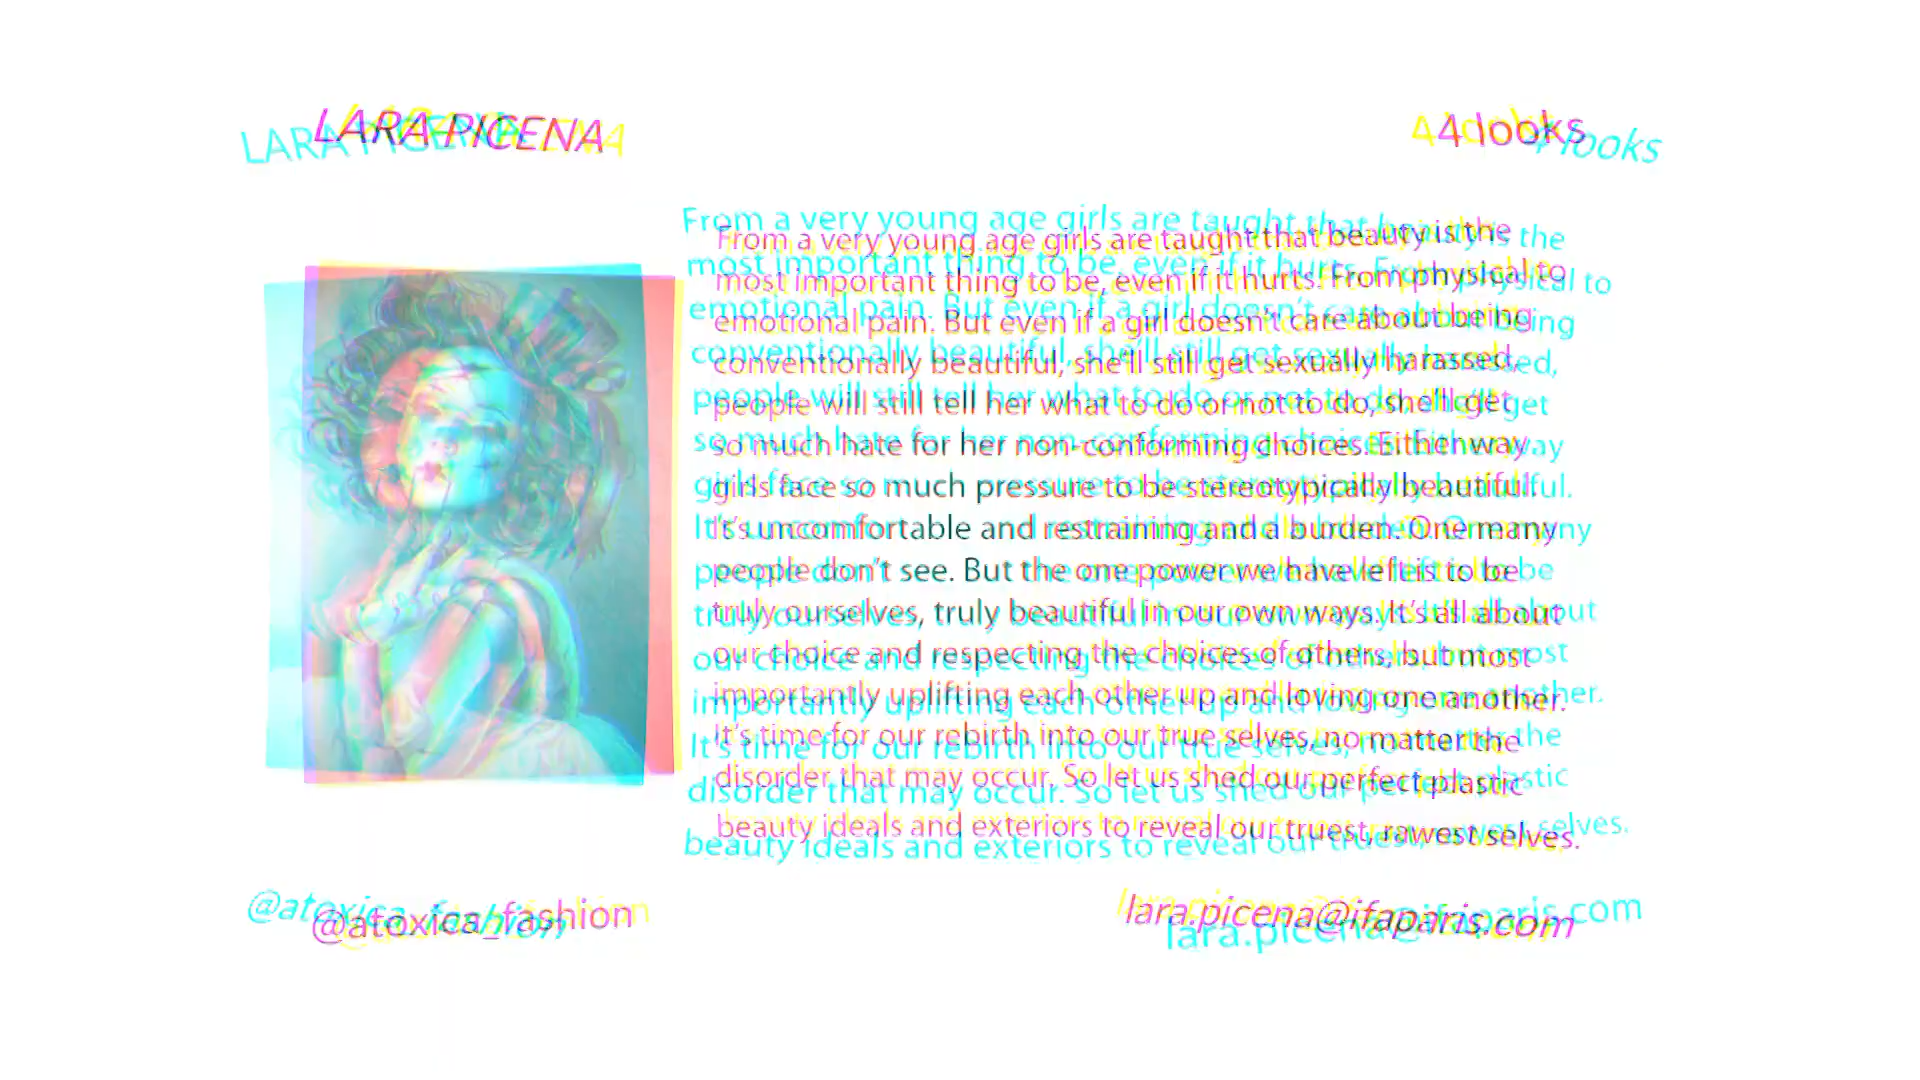 LARA PICENA
4 looks
From a very young age girls are taught that beauty is the
most important thing to be, even if it hurts. From physical to
emotional pain. But even if a girl doesn't care about being
conventionally beautiful, she'll still get sexually harassed,
people will still tell her what to do or not to do, she'll get
so much hate for her non-conforming choices. Either way
girls face so much pressure to be stereotypically beautiful.
It's uncomfortable and restraining and a burden. One many
people don't see. But the one power we have left is to be
truly ourselves, truly beautiful in our own ways. It's all about
our choice and respecting the choices of others, but most
importantly uplifting each other up and loving one another.
It's time for our rebirth into our true selves, no matter the
disorder that may occur. So let us shed our perfect plastic
beauty ideals and exteriors to reveal our truest, rawest selves.
@atoxica_fashion
lara.picena@ifaparis.com